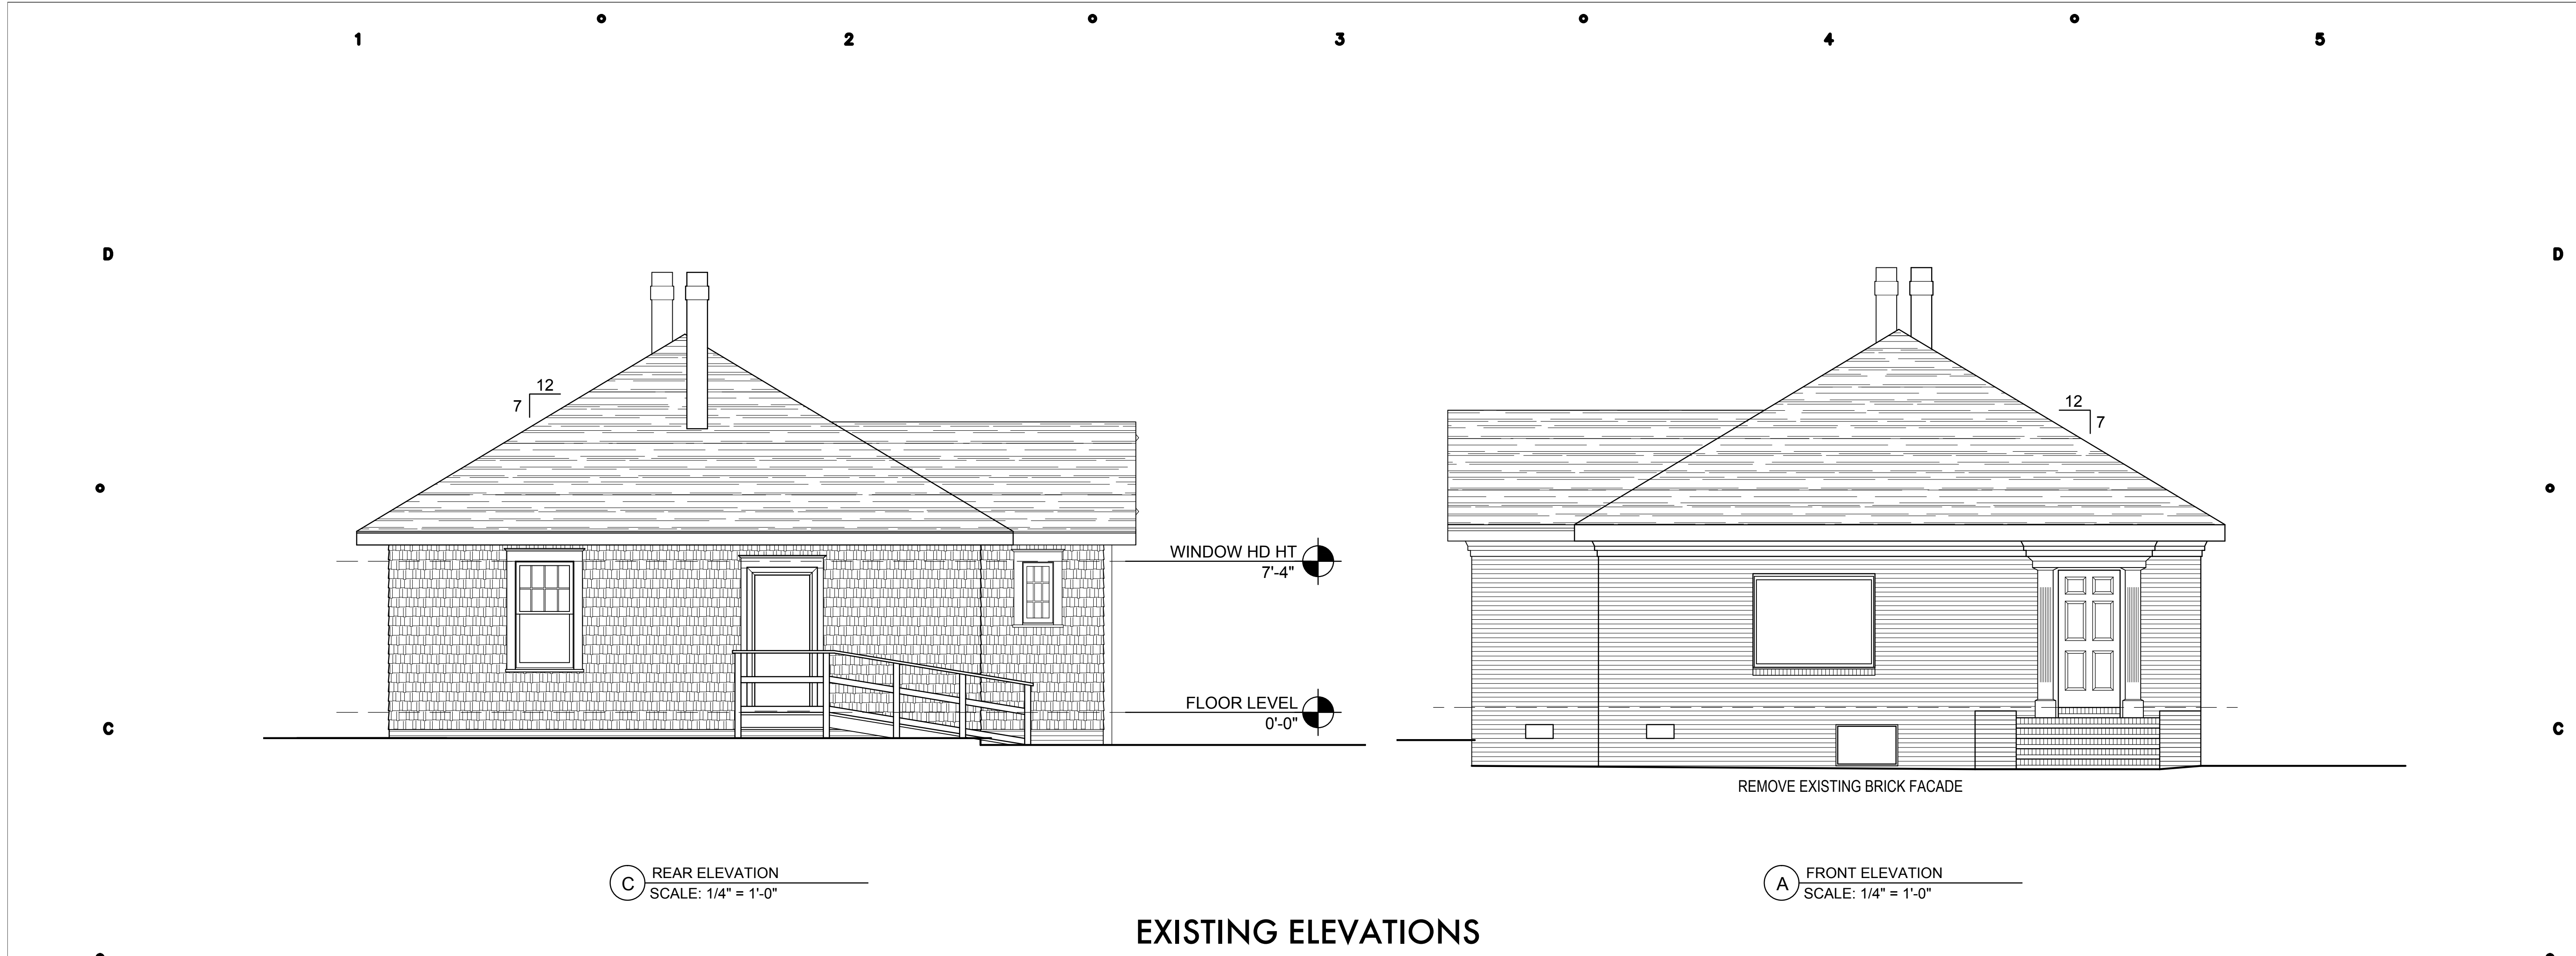 1 2 3 4 5
D D
12
7
12
7
WINDOW HD HT
7'-4"
FLOOR LEVEL
0'-0"
C C
REMOVE EXISTING BRICK FACADE
C REAR ELEVATION
SCALE: 1/4" = 1'-0"
A FRONT ELEVATION
SCALE: 1/4" = 1'-0"
EXISTING ELEVATIONS